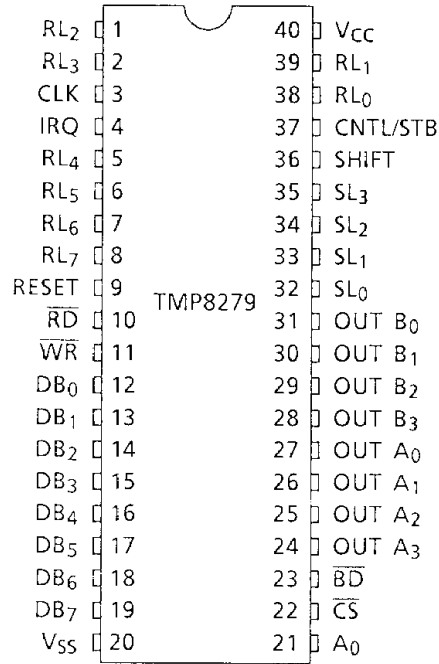 RL2 1 40 VCC
RL3 2 39 RL1
CLK 3 38 RL0
IRQ 4 37 CNTL/STB
RL4 5 36 SHIFT
RL5 6 35 SL3
RL6 7 34 SL2
RL7 8 33 SL1
RESET 9 32 SL0
TMP8279
R̅D̅ 10 31 OUT B0
W̅R̅ 11 30 OUT B1
DB0 12 29 OUT B2
DB1 13 28 OUT B3
DB2 14 27 OUT A0
DB3 15 26 OUT A1
DB4 16 25 OUT A2
DB5 17 24 OUT A3
DB6 18 23 B̅D̅
DB7 19 22 C̅S̅
VSS 20 21 A0